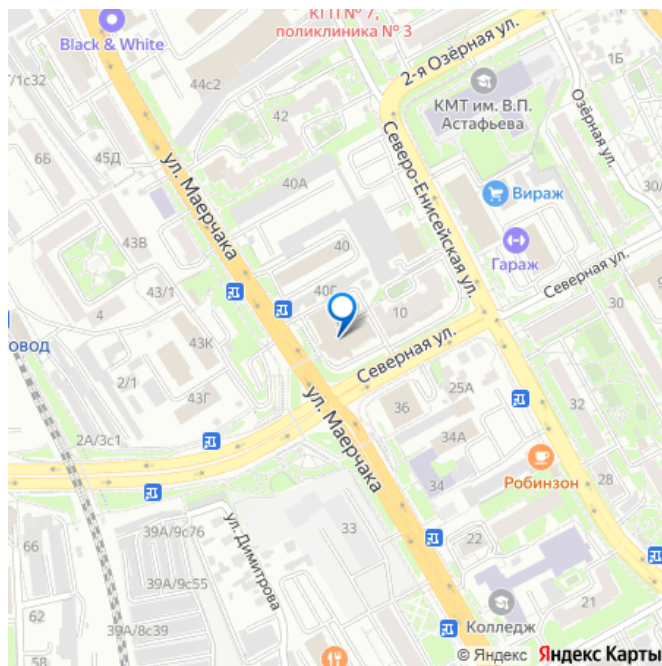 КГП № 7,
поликлиника № 3
Black & White
2-я Озёрная ул.
1Б
44с2
КМТ им. В.П.
Астафьева
Озёрная ул.
42
6Б
45Д
ул. Маерчака
40А
Северо-Енисейская ул.
Вираж
30А
43В
40
Гараж
Северная ул.
43/1
40Г
4
10
30
ОВОД
43К
Северная ул.
2/1
25А
43Г
ул. Маерчака
36
32
2А/3с1
34А
Робинзон
34
28
39А/9с76
33
66
ул. Димитрова
22
39А/9с55
62
21
39А/8с39
Колледж
58
© Яндекс Яндекс Карты